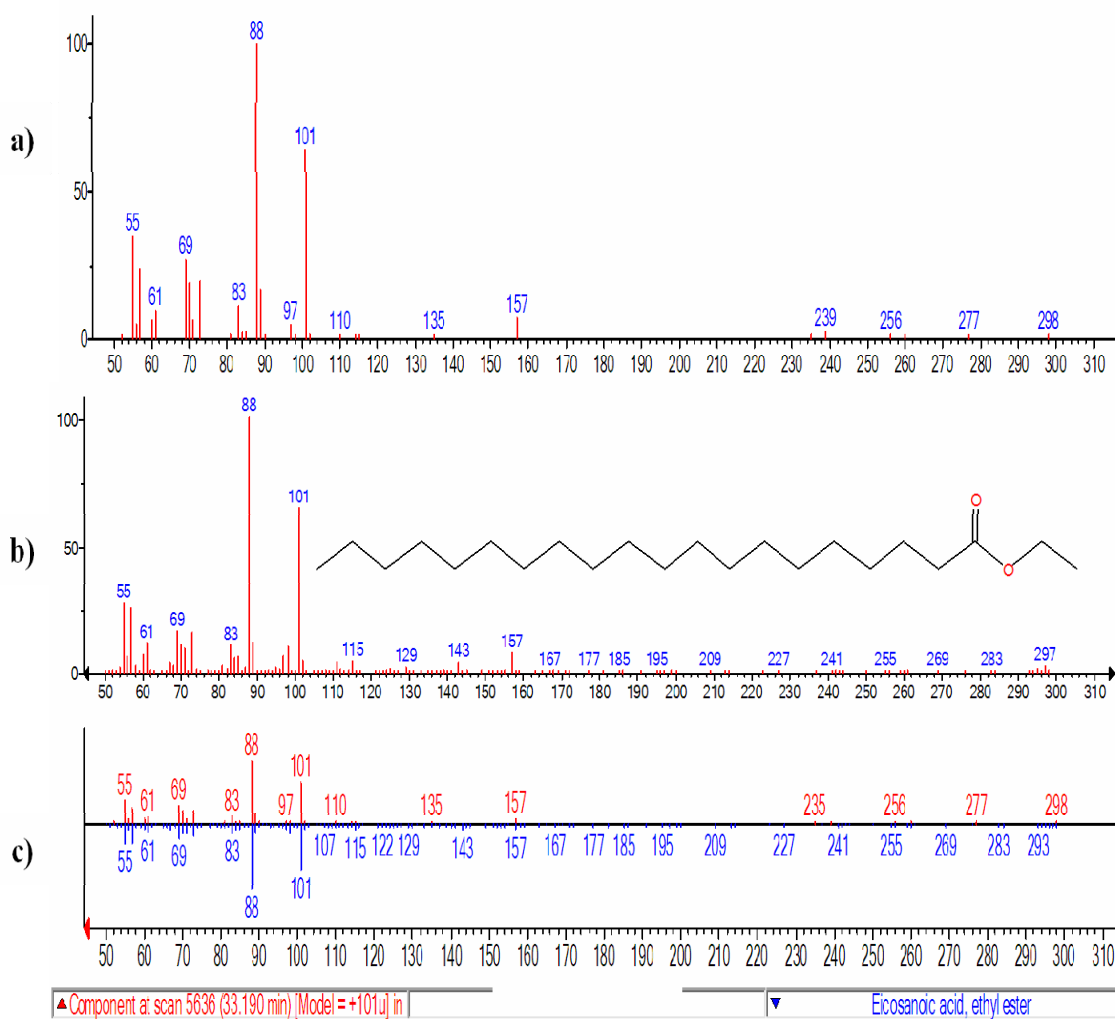 a)
100
50
0
55 61 69 83 88 97 101 110 135 157 239 256 277 298
50 60 70 80 90 100 110 120 130 140 150 160 170 180 190 200 210 220 230 240 250 260 270 280 290 300 310
b)
100
50
0
55 61 69 83 88 101 115 129 143 157 167 177 185 195 209 227 241 255 269 283 297
O
O
50 60 70 80 90 100 110 120 130 140 150 160 170 180 190 200 210 220 230 240 250 260 270 280 290 300 310
c)
55 61 69 83 88 97 101 110 135 157 235 256 277 298
55 61 69 83 88 101 107 115 122 129 143 157 167 177 185 195 209 227 241 255 269 283 293
50 60 70 80 90 100 110 120 130 140 150 160 170 180 190 200 210 220 230 240 250 260 270 280 290 300 310
Component at scan 5636 (33.190 min) [Model = +101u] in
Eicosanoic acid, ethyl ester